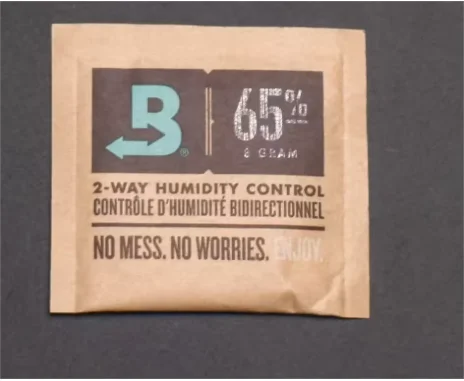 B®
65%
8 GRAM
2-WAY HUMIDITY CONTROL
CONTRÔLE D'HUMIDITÉ BIDIRECTIONNEL
NO MESS. NO WORRIES. ENJOY.